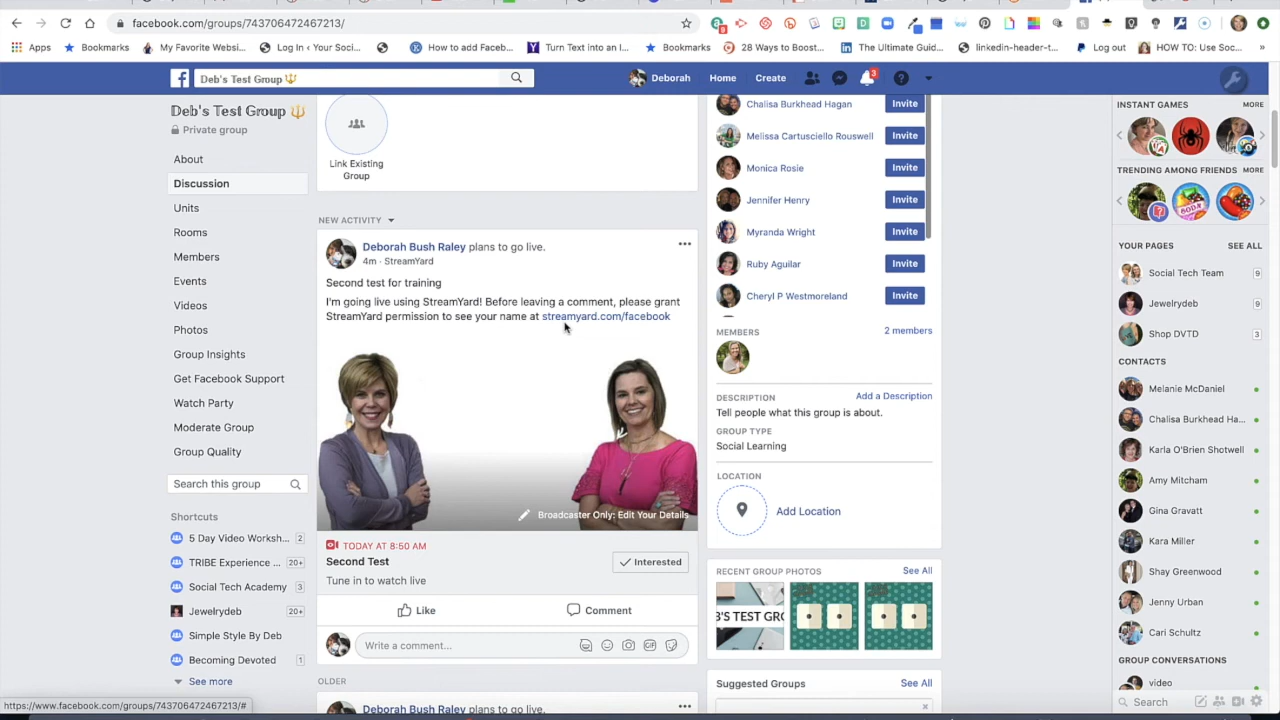 facebook.com/groups/743706472467213/
Apps
Bookmarks
My Favorite Websi...
Log In ‹ Your Soci...
How to add Faceb...
Turn Text into an I...
Bookmarks
28 Ways to Boost...
The Ultimate Guid...
linkedin-header-t...
Log out
HOW TO: Use Soc...
»
Deb's Test Group
Deborah
Home
Create
3
Deb's Test Group
Private group
About
Discussion
Units
Rooms
Members
Events
Videos
Photos
Group Insights
Get Facebook Support
Watch Party
Moderate Group
Group Quality
Search this group
Shortcuts
5 Day Video Worksh... 2
TRIBE Experience ... 20+
Social Tech Academy 3
Jewelrydeb 20+
Simple Style By Deb
Becoming Devoted 1
See more
https://www.facebook.com/groups/743706472467213/#
Link Existing
Group
NEW ACTIVITY
Deborah Bush Raley plans to go live.
4m · StreamYard
Second test for training
I'm going live using StreamYard! Before leaving a comment, please grant
StreamYard permission to see your name at streamyard.com/facebook
Broadcaster Only: Edit Your Details
TODAY AT 8:50 AM
Second Test
Tune in to watch live
Interested
Like
Comment
Write a comment...
GIF
OLDER
Deborah Bush Raley plans to go live.
Chalisa Burkhead Hagan Invite
Melissa Cartusciello Rouswell Invite
Monica Rosie Invite
Jennifer Henry Invite
Myranda Wright Invite
Ruby Aguilar Invite
Cheryl P Westmoreland Invite
MEMBERS 2 members
DESCRIPTION Add a Description
Tell people what this group is about.
GROUP TYPE
Social Learning
LOCATION
Add Location
RECENT GROUP PHOTOS See All
B'S TEST GRO
Suggested Groups See All
INSTANT GAMES MORE
TRENDING AMONG FRIENDS MORE
YOUR PAGES SEE ALL
Social Tech Team 9
Jewelrydeb 9
Shop DVTD 3
CONTACTS
Melanie McDaniel
Chalisa Burkhead Ha...
Karla O'Brien Shotwell
Amy Mitcham
Gina Gravatt
Kara Miller
Shay Greenwood
Jenny Urban
Cari Schultz
GROUP CONVERSATIONS
video
Search